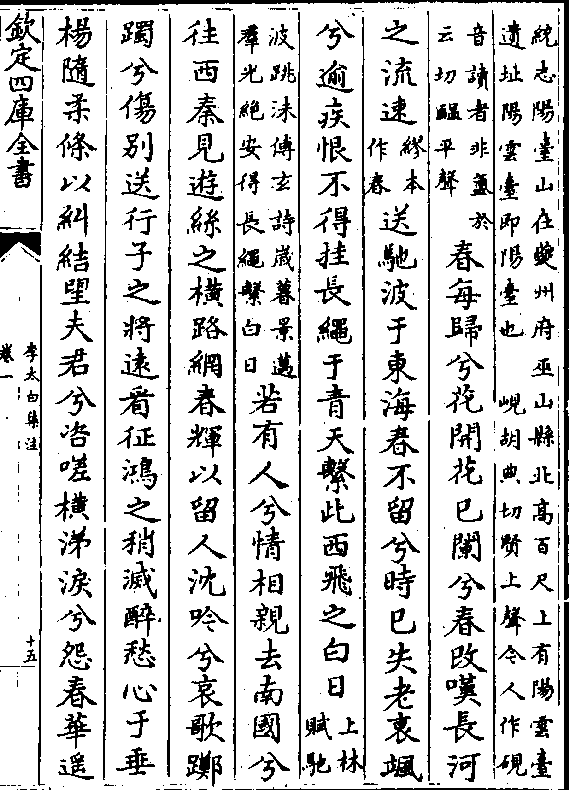 統志陽臺山在夔州府巫山縣北高百尺上有陽雲臺
遺址陽雲臺即陽臺也 峴胡典切賢上聲今人作硯
音讀者非氳於
云切醖平聲
春每歸兮花開花已闌兮春改嘆長河
之流速繆本作春送馳波于東海春不留兮時已失老衰颯
兮逾疾恨不得挂長繩于青天繫此西飛之白日上林賦馳
波跳沫傅玄詩歲暮景邁
羣光絕安得長繩繫白日
若有人兮情相親去南國兮
往西秦見遊絲之橫路網春輝以留人沈吟兮哀歌躑
躅兮傷別送行子之將遠看征鴻之稍滅醉愁心于垂
楊隨柔條以糾結望夫君兮咨嗟橫涕淚兮怨春華遥
欽定四庫全書
李太白集注
卷一
十五